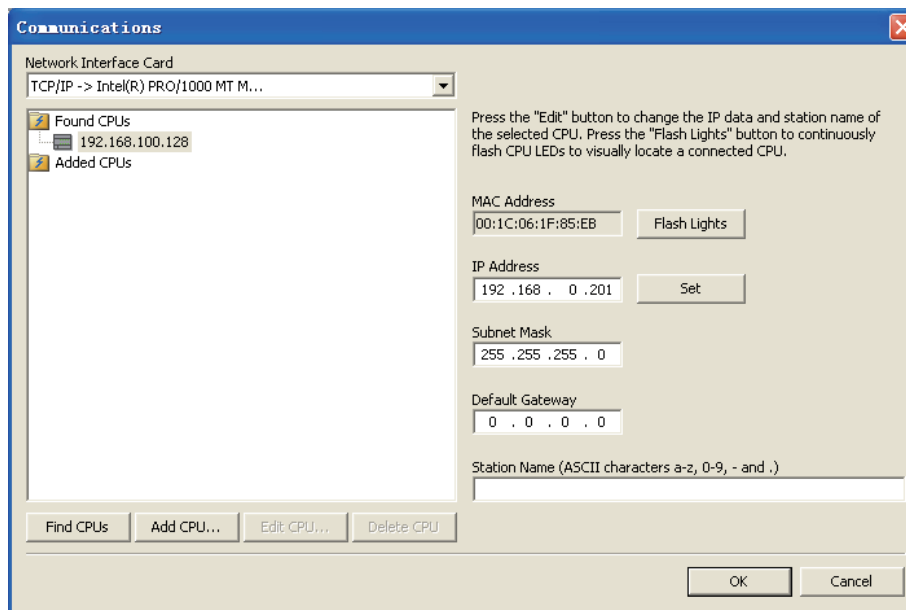 Communications
Network Interface Card
TCP/IP -> Intel(R) PRO/1000 MT M...
Found CPUs
192.168.100.128
Added CPUs
Press the "Edit" button to change the IP data and station name of
the selected CPU. Press the "Flash Lights" button to continuously
flash CPU LEDs to visually locate a connected CPU.
MAC Address
00:1C:06:1F:85:EB Flash Lights
IP Address
192 .168 . 0 .201 Set
Subnet Mask
255 .255 .255 . 0
Default Gateway
0 . 0 . 0 . 0
Station Name (ASCII characters a-z, 0-9, - and .)
Find CPUs Add CPU... Edit CPU... Delete CPU
OK Cancel